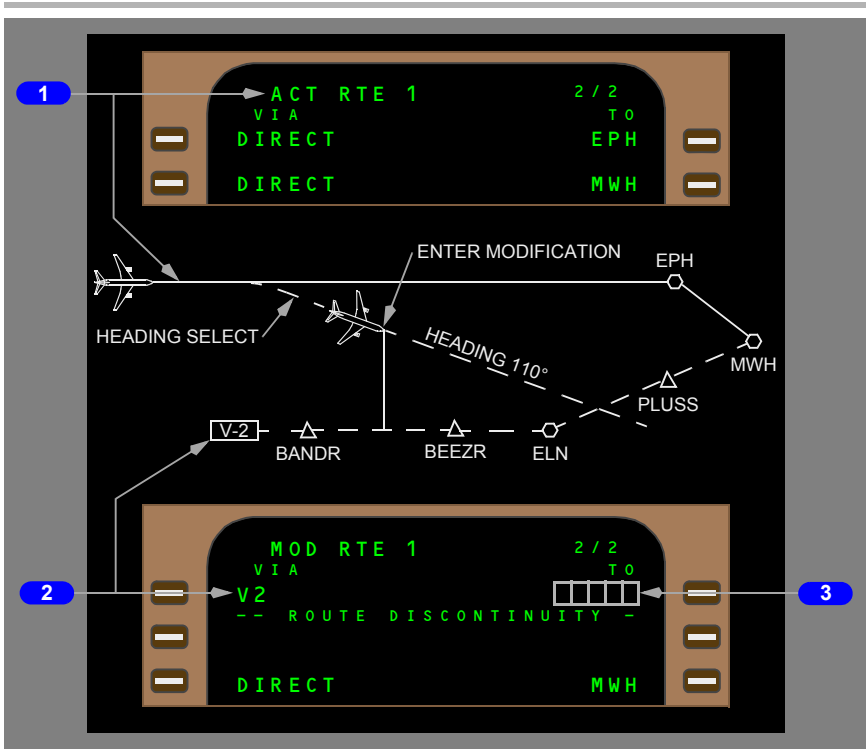 1
ACT RTE 1 2/2
VIA TO
DIRECT EPH
DIRECT MWH
ENTER MODIFICATION
EPH
HEADING SELECT
HEADING 110°
MWH
PLUSS
V-2
BANDR
BEEZR
ELN
MOD RTE 1 2/2
VIA TO
2
V2
3
-- ROUTE DISCONTINUITY -
DIRECT MWH